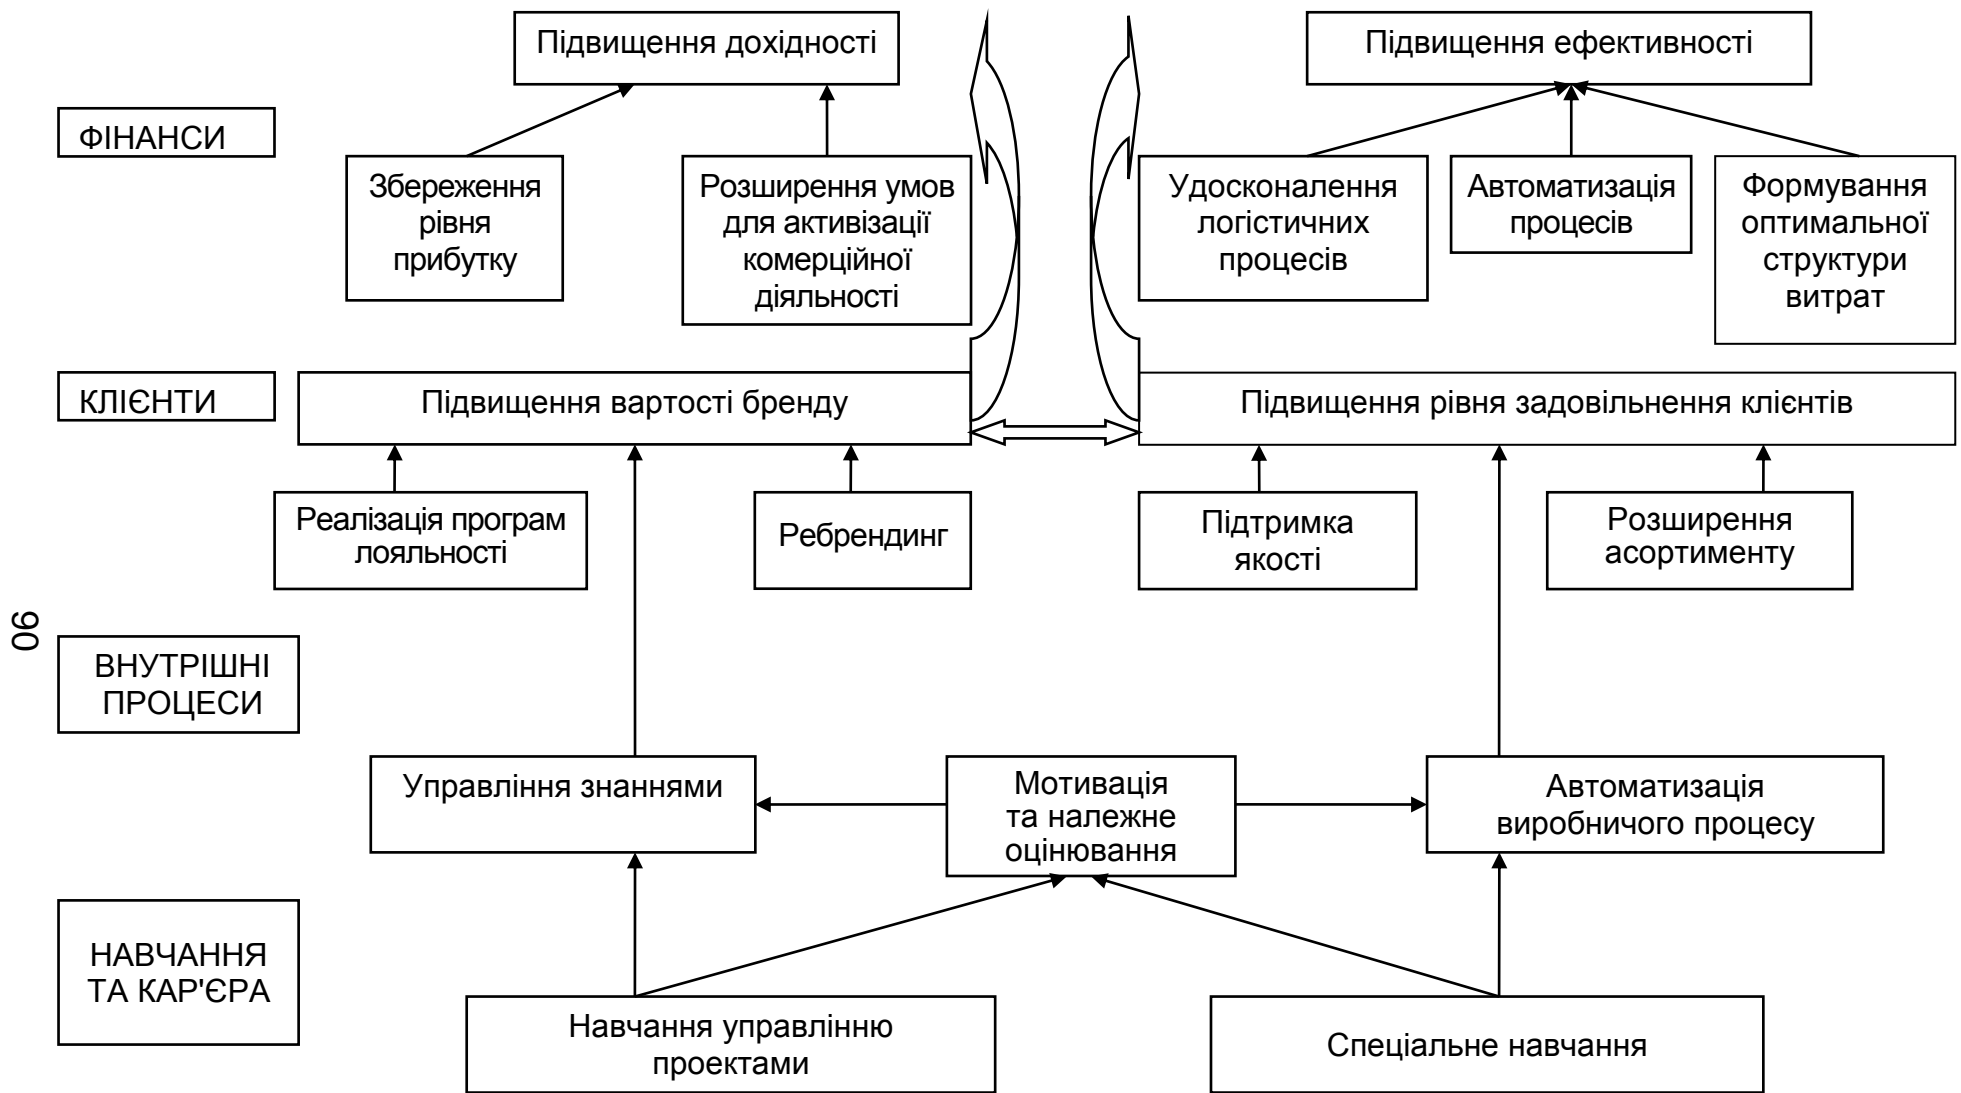 Підвищення дохідності
Підвищення ефективності
ФІНАНСИ
Збереження
рівня
прибутку
Розширення умов
для активізації
комерційної
діяльності
Удосконалення
логістичних
процесів
Автоматизація
процесів
Формування
оптимальної
структури
витрат
КЛІЄНТИ
Підвищення вартості бренду
Підвищення рівня задовільнення клієнтів
Реалізація програм
лояльності
Ребрендинг
Підтримка
якості
Розширення
асортименту
90
ВНУТРІШНІ
ПРОЦЕСИ
Управління знаннями
Мотивація
та належне
оцінювання
Автоматизація
виробничого процесу
НАВЧАННЯ
ТА КАР'ЄРА
Навчання управлінню
проектами
Спеціальне навчання